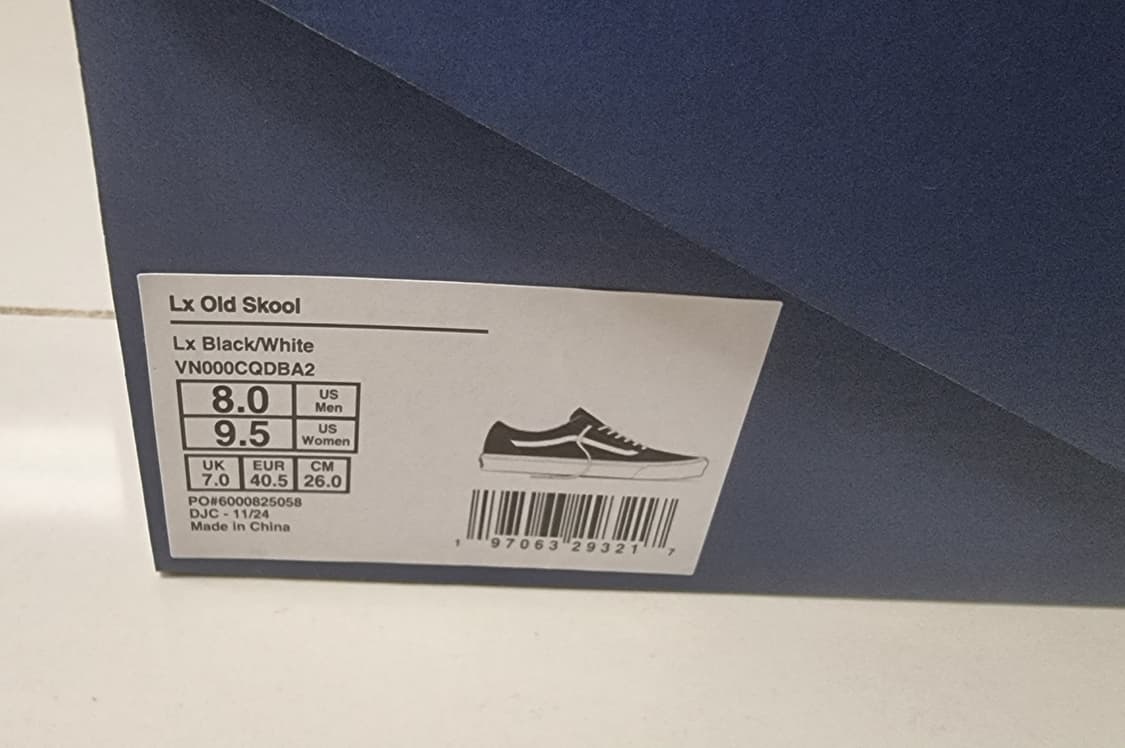 Lx Old Skool
Lx Black/White
VN000CQDBA2
8.0 US Men
9.5 US Women
UK EUR CM
7.0 40.5 26.0
PO#6000825058
DJC - 11/24
Made in China
1 97063 29321 7